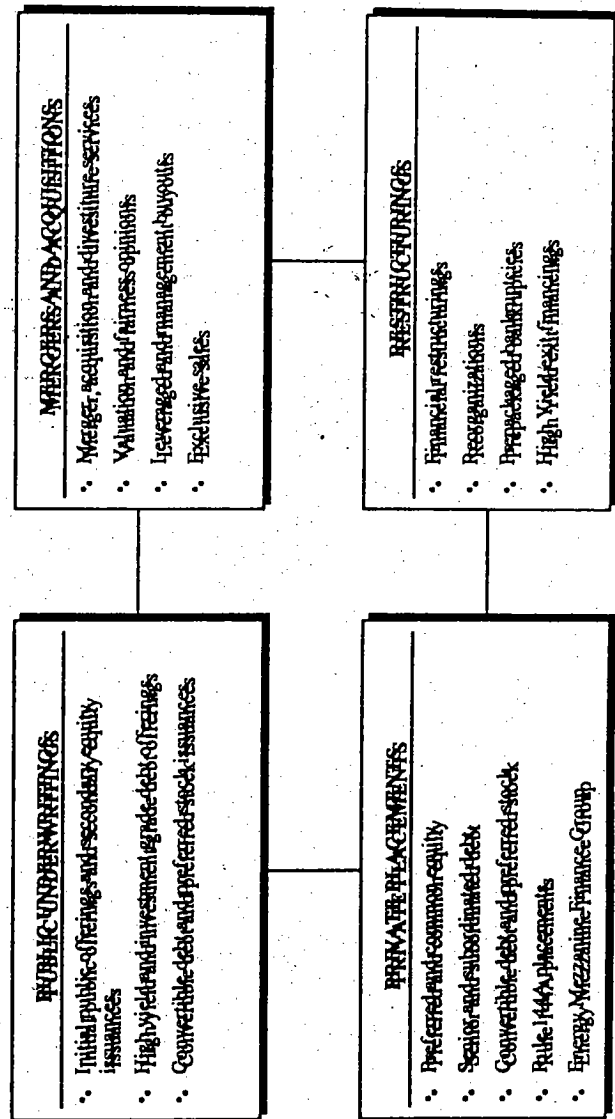 PUBLIC UNDERWRITINGS
• Initial public offerings and secondary equity
issuances
• High yield and investment grade debt offerings
• Convertible debt and preferred stock issuances
MERGERS AND ACQUISITIONS
• Merger, acquisition and divestiture services
• Valuation and fairness opinions
• Leveraged and management buyouts
• Exclusive sales
PRIVATE PLACEMENTS
• Preferred and common equity
• Senior and subordinated debt
• Convertible debt and preferred stock
• Rule 144A placements
• Energy Mezzanine Finance Group
RESTRUCTURINGS
• Financial restructurings
• Reorganizations
• Prepackaged bankruptcies
• High Yield exit financings